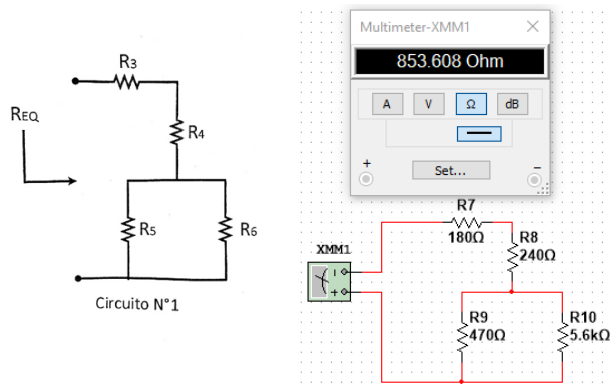 R3
R4
REQ
R5
R6
Circuito N°1
Multimeter-XMM1
853.608 Ohm
A
V
Ω
dB
+
Set...
-
XMM1
R7
180Ω
R8
240Ω
R9
470Ω
R10
5.6kΩ